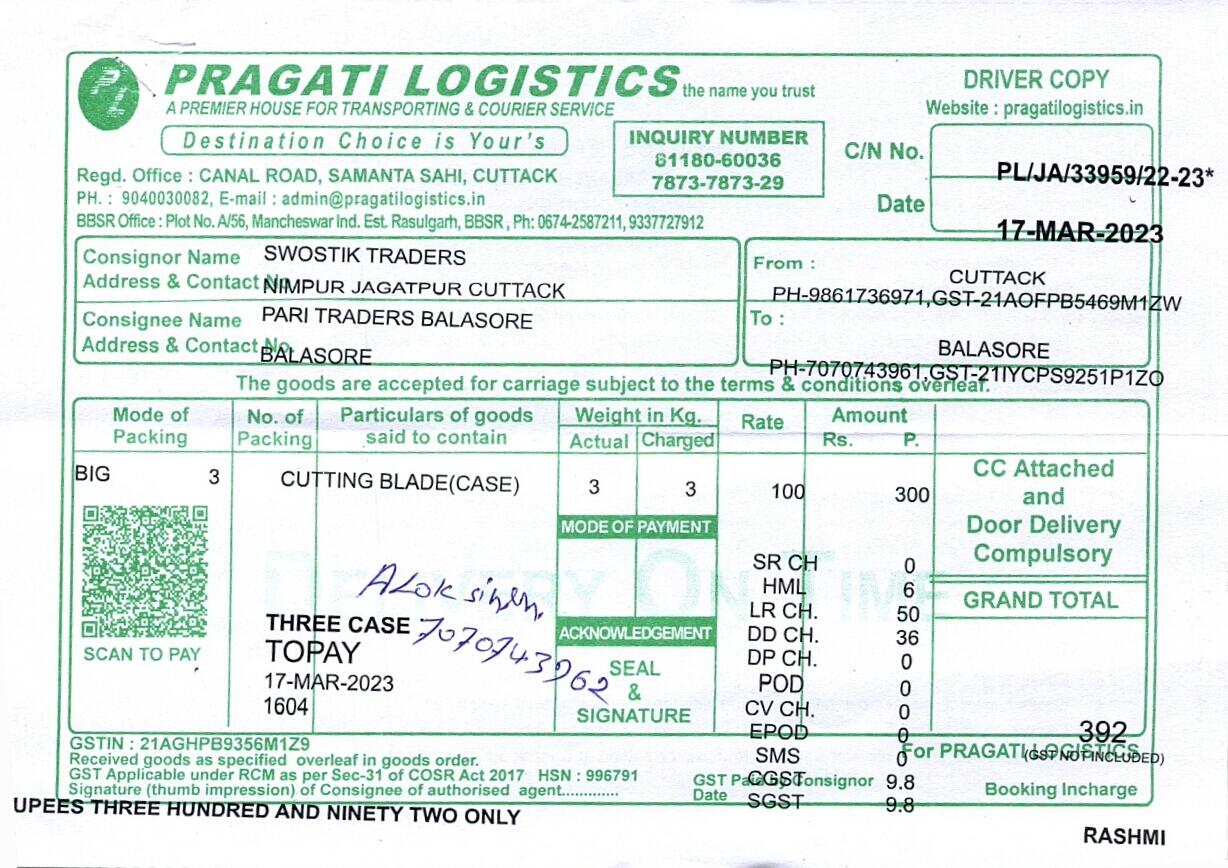 PRAGATI LOGISTICS the name you trust
A PREMIER HOUSE FOR TRANSPORTING & COURIER SERVICE
Destination Choice is Your's
DRIVER COPY
Website : pragatilogistics.in
INQUIRY NUMBER
81180-60036
7873-7873-29
C/N No. PL/JA/33959/22-23*
Date 17-MAR-2023
Regd. Office : CANAL ROAD, SAMANTA SAHI, CUTTACK
PH. : 9040030082, E-mail : admin@pragatilogistics.in
BBSR Office : Plot No. A/56, Mancheswar Ind. Est. Rasulgarh, BBSR , Ph: 0674-2587211, 9337727912
Consignor Name SWOSTIK TRADERS
Address & Contact No. NIMPUR JAGATPUR CUTTACK
From : CUTTACK
PH-9861736971,GST-21AOFPB5469M1ZW
Consignee Name PARI TRADERS BALASORE
Address & Contact No. BALASORE
To : BALASORE
PH-7070743961,GST-21IYCPS9251P1ZO
The goods are accepted for carriage subject to the terms & conditions overleaf.
Mode of Packing No. of Packing Particulars of goods said to contain Weight in Kg. Actual Charged Rate Amount Rs. P.
BIG 3 CUTTING BLADE(CASE) 3 3 100 300
CC Attached
and
Door Delivery
Compulsory
GRAND TOTAL
MODE OF PAYMENT
DELIVERY ON TIME
SR CH 0
HML 6
LR CH. 50
DD CH. 36
DP CH. 0
POD 0
CV CH. 0
EPOD 0
SMS 0
CGST 9.8
SGST 9.8
ALOK singh.
7070743962
THREE CASE
TOPAY
17-MAR-2023
1604
SCAN TO PAY
ACKNOWLEDGEMENT
SEAL
&
SIGNATURE
392
(GST NOT INCLUDED)
For PRAGATI LOGISTICS
GSTIN : 21AGHPB9356M1Z9
Received goods as specified overleaf in goods order.
GST Applicable under RCM as per Sec-31 of COSR Act 2017 HSN : 996791
Signature (thumb impression) of Consignee of authorised agent.............
GST Paid by Consignor
Date
Booking Incharge
UPEES THREE HUNDRED AND NINETY TWO ONLY
RASHMI